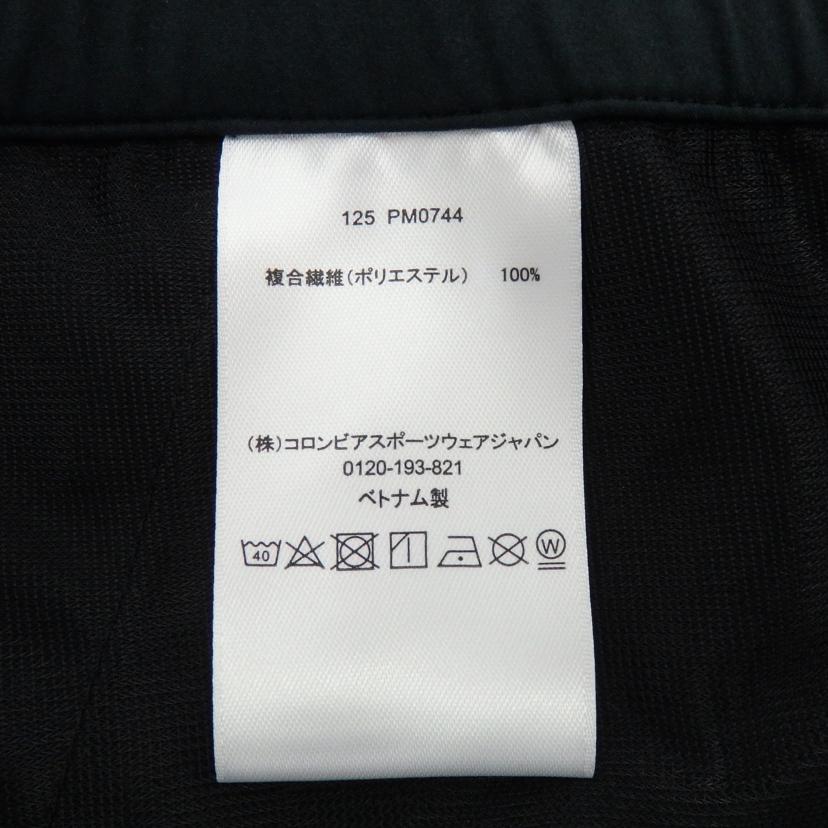 125 PM0744
複合繊維(ポリエステル) 100%
(株)コロンビアスポーツウェアジャパン
0120-193-821
ベトナム製
40 W